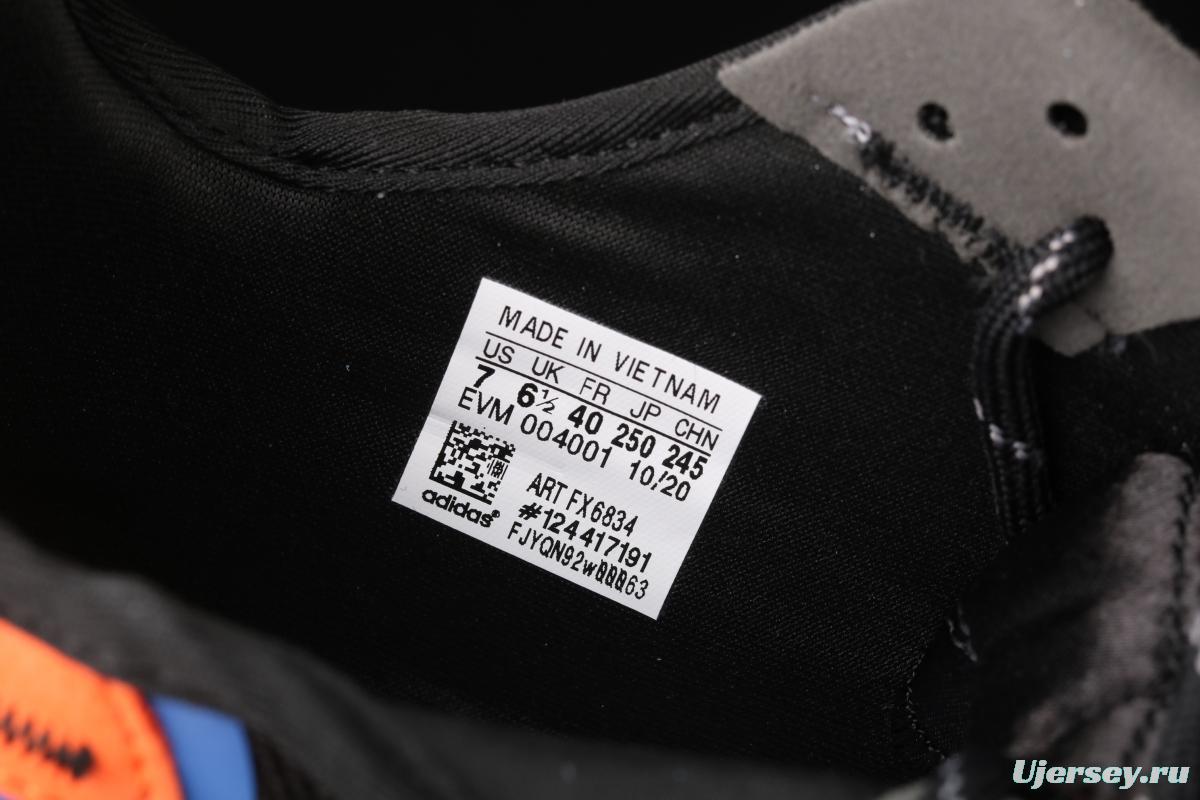 MADE IN VIETNAM
US UK FR JP CHN
7 6½ 40 250 245
EVM 004001 10/20
ART FX6834
#124417191
FJYQN92wQQQ63
adidas®
Ujersey.ru